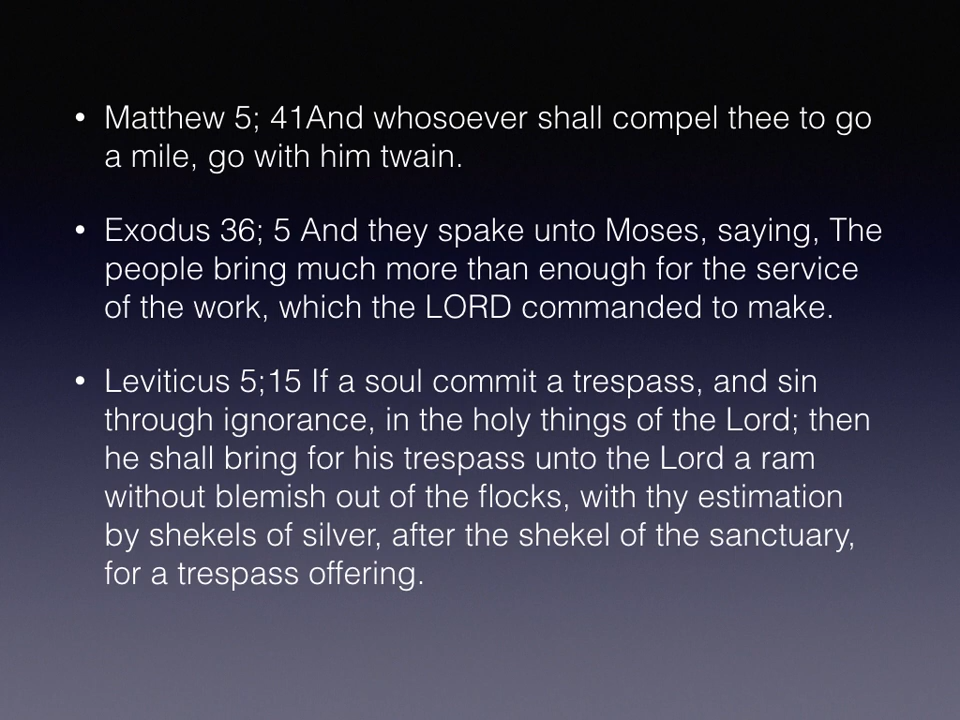 • Matthew 5; 41And whosoever shall compel thee to go
a mile, go with him twain.
• Exodus 36; 5 And they spake unto Moses, saying, The
people bring much more than enough for the service
of the work, which the LORD commanded to make.
• Leviticus 5;15 If a soul commit a trespass, and sin
through ignorance, in the holy things of the Lord; then
he shall bring for his trespass unto the Lord a ram
without blemish out of the flocks, with thy estimation
by shekels of silver, after the shekel of the sanctuary,
for a trespass offering.